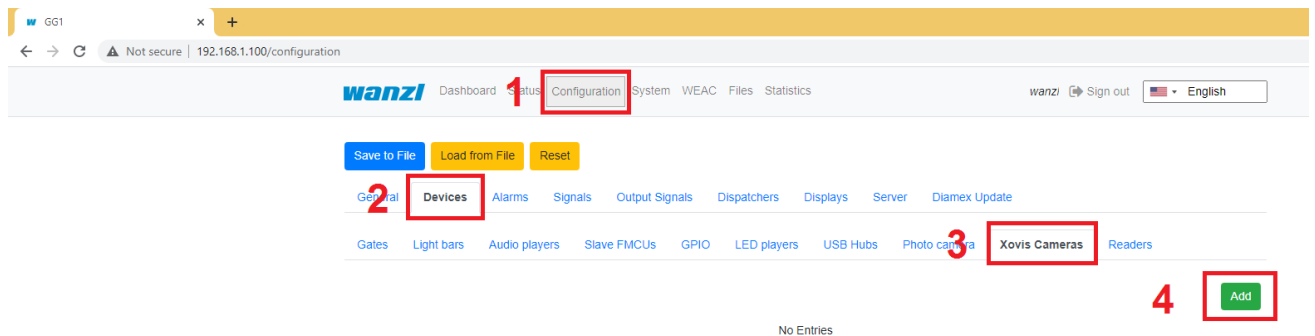 w GG1 × +
Not secure | 192.168.1.100/configuration
wanzl Dashboard 1 Status Configuration System WEAC Files Statistics wanzl Sign out English
Save to File Load from File Reset
2 General Devices Alarms Signals Output Signals Dispatchers Displays Server Diamex Update
Gates Light bars Audio players Slave FMCUs GPIO LED players USB Hubs Photo camera 3 Xovis Cameras Readers
4 Add
No Entries